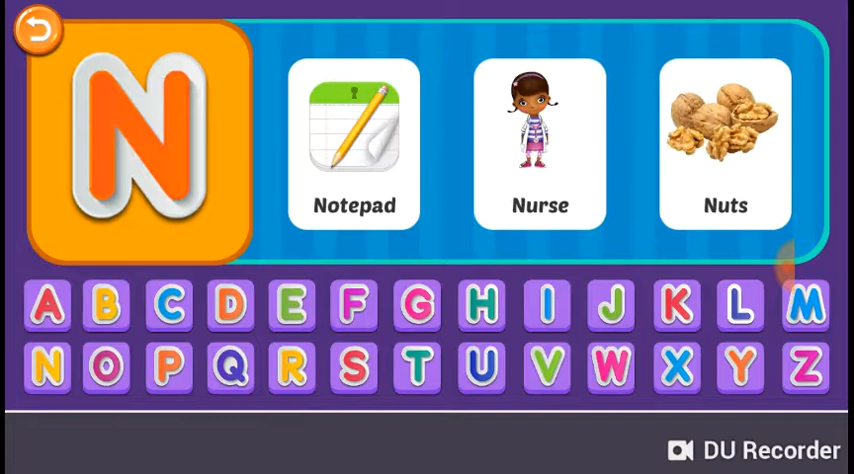 N
Notepad
Nurse
Nuts
A B C D E F G H I J K L M
N O P Q R S T U V W X Y Z
DU Recorder